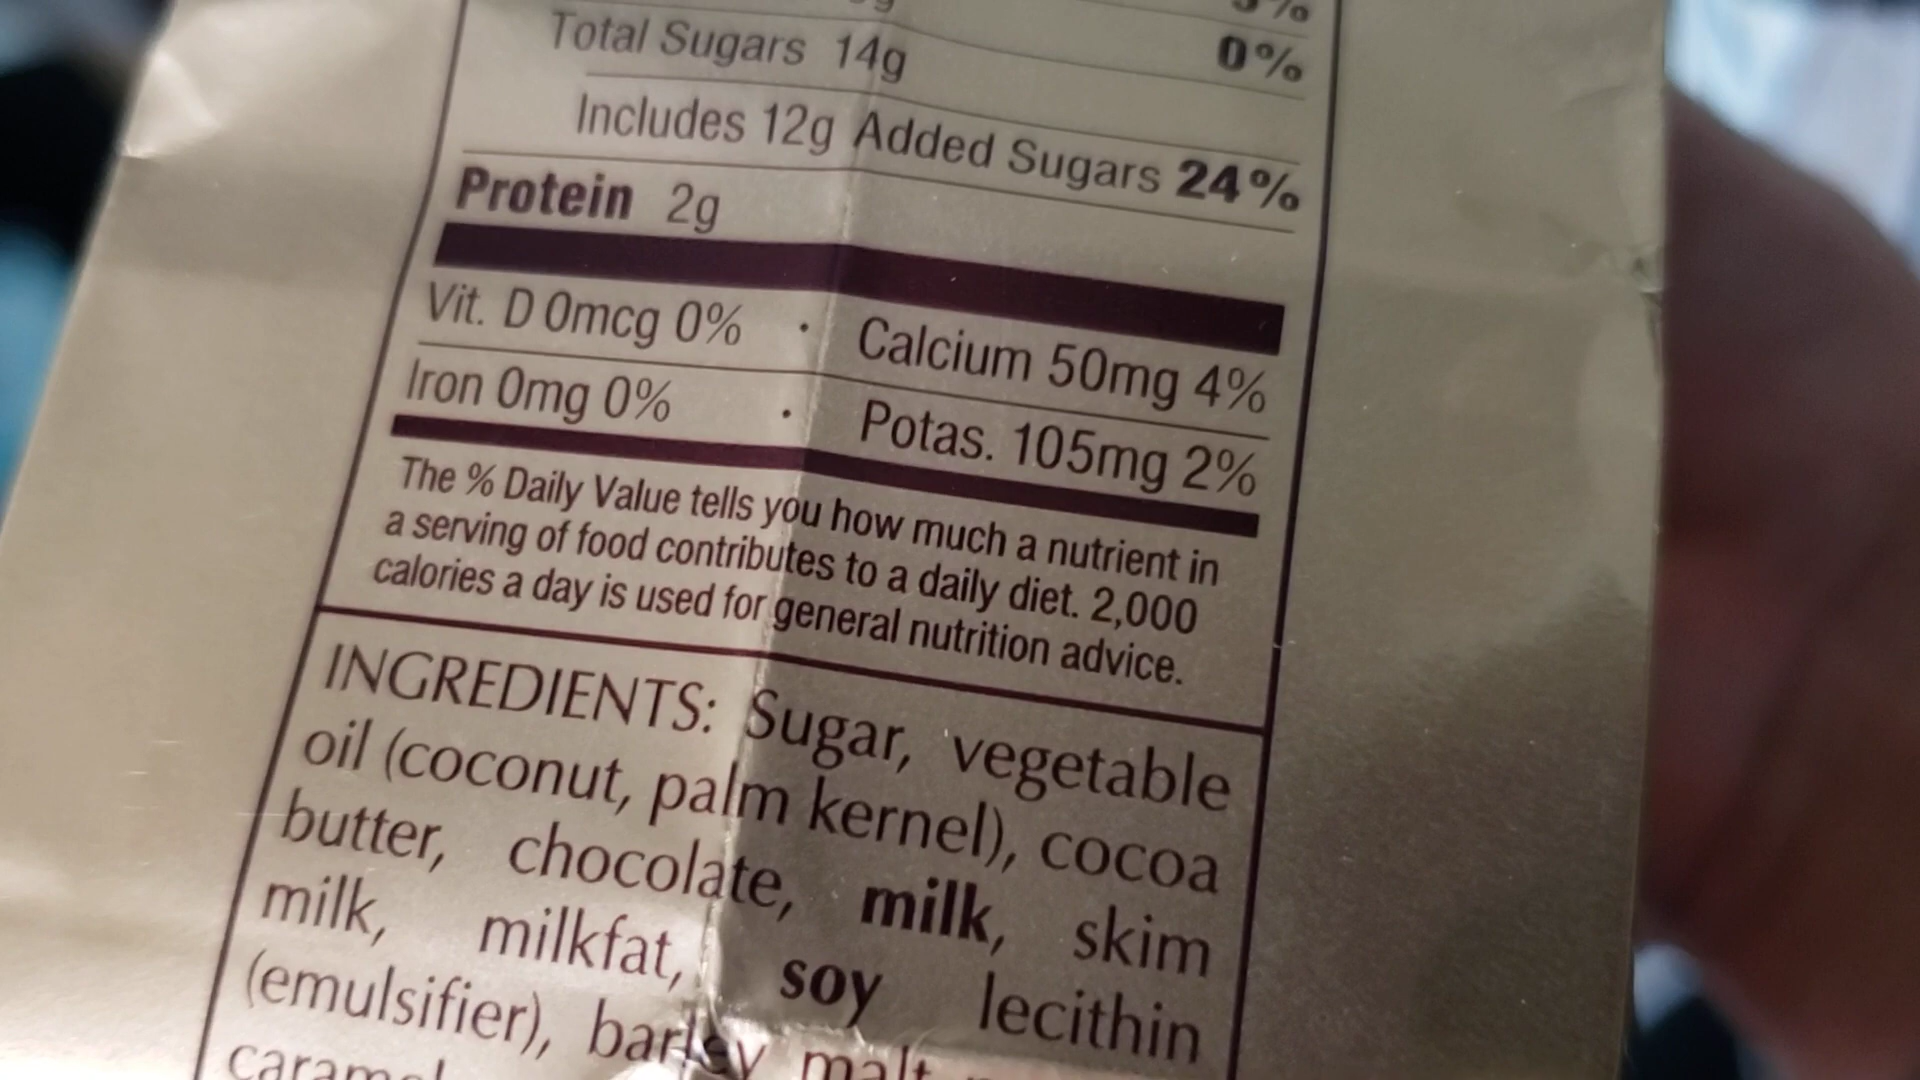 0%
Total Sugars 14g
Includes 12g Added Sugars 24%
Protein 2g
Vit. D 0mcg 0% · Calcium 50mg 4%
Iron 0mg 0% · Potas. 105mg 2%
The % Daily Value tells you how much a nutrient in
a serving of food contributes to a daily diet. 2,000
calories a day is used for general nutrition advice.
INGREDIENTS: Sugar, vegetable
oil (coconut, palm kernel), cocoa
butter, chocolate, milk, skim
milk, milkfat, soy lecithin
(emulsifier), barley malt
caramel